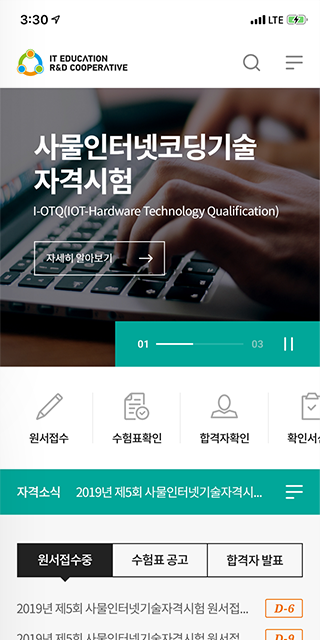 3:30
LTE
IT EDUCATION
R&D COOPERATIVE
사물인터넷코딩기술
자격시험
I-OTQ(IOT-Hardware Technology Qualification)
자세히 알아보기
01 03
원서접수 수험표확인 합격자확인 확인서
자격소식 2019년 제5회 사물인터넷기술자격시...
원서접수중 수험표 공고 합격자 발표
2019년 제5회 사물인터넷기술자격시험 원서접... D-6
2019년 제5회 사물인터넷기술자격시험 원서접